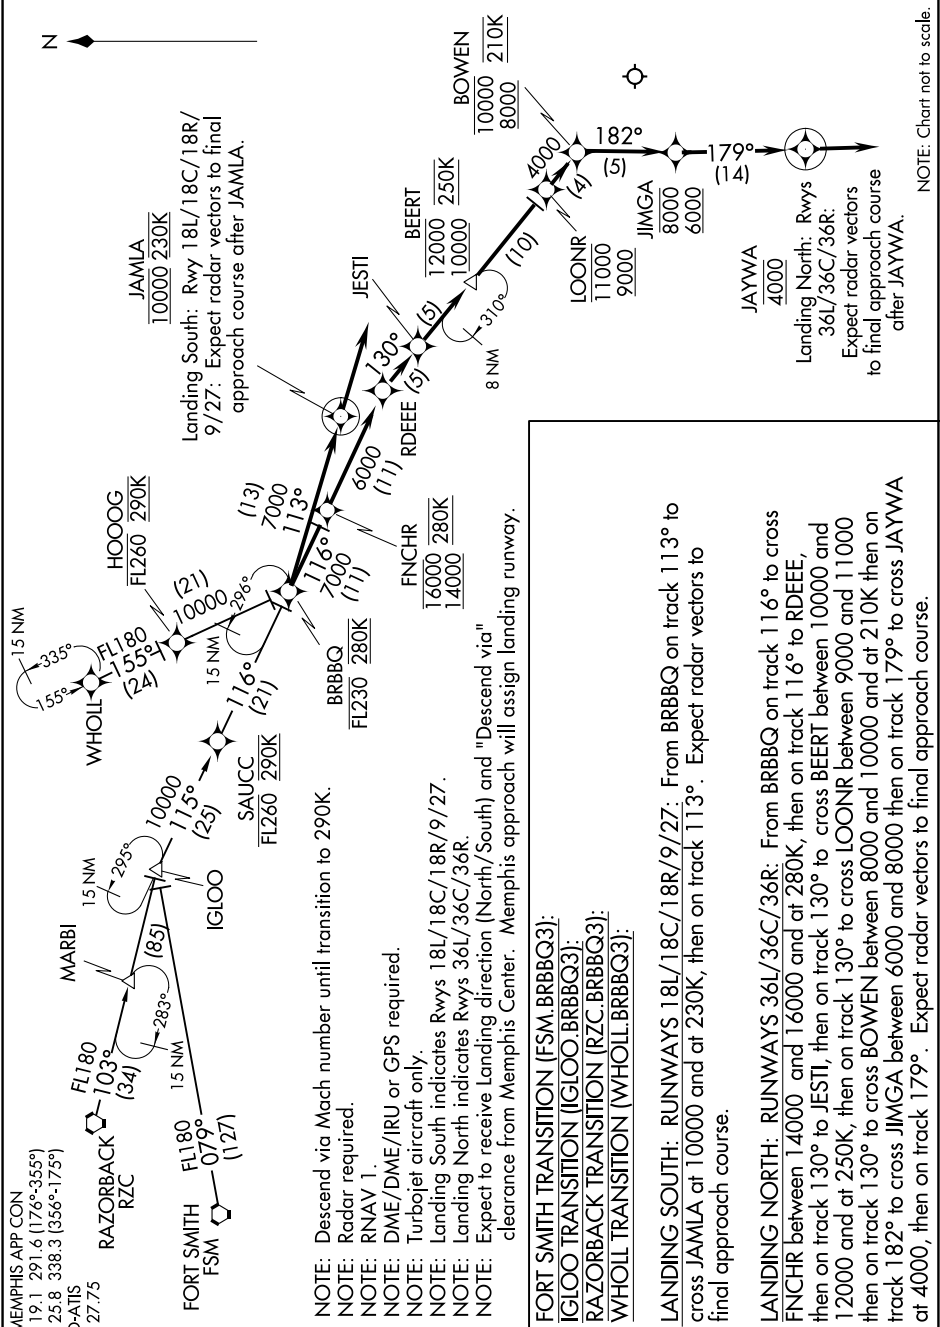 MEMPHIS APP CON
19.1 291.6 (176°-355°)
25.8 338.3 (356°-175°)
D-ATIS
27.75
RAZORBACK
RZC
FL180
103°
(34)
MARBI
283°
15 NM
(85)
FORT SMITH
FSM
FL180
079°
(127)
15 NM
295°
IGLOO
10000
115°
(25)
SAUCC
FL260 290K
116°
(21)
15 NM
335°
155°
WHOLL
FL180
155°
(24)
HOOOG
FL260 290K
(21)
10000
296°
15 NM
BRBBQ
FL230 280K
(13)
7000
113°
116°
7000
(11)
FNCHR
16000 280K
14000
6000
(11)
RDEEE
JAMLA
10000 230K
Landing South: Rwy 18L/18C/18R/
9/27: Expect radar vectors to final
approach course after JAMLA.
130°
(5)
JESTI
(5)
BEERT
12000 250K
10000
310°
8 NM
(10)
LOONR
11000
9000
4000
(4)
BOWEN
10000 210K
8000
182°
(5)
JIMGA
8000
6000
179°
(14)
JAYWA
4000
Landing North: Rwys
36L/36C/36R:
Expect radar vectors
to final approach course
after JAYWA.
N
NOTE: Chart not to scale.
NOTE: Descend via Mach number until transition to 290K.
NOTE: Radar required.
NOTE: RNAV 1.
NOTE: DME/DME/IRU or GPS required.
NOTE: Turbojet aircraft only.
NOTE: Landing South indicates Rwys 18L/18C/18R/9/27.
NOTE: Landing North indicates Rwys 36L/36C/36R.
NOTE: Expect to receive Landing direction (North/South) and "Descend via"
clearance from Memphis Center. Memphis approach will assign landing runway.
FORT SMITH TRANSITION (FSM.BRBBQ3):
IGLOO TRANSITION (IGLOO.BRBBQ3):
RAZORBACK TRANSITION (RZC.BRBBQ3):
WHOLL TRANSITION (WHOLL.BRBBQ3):
LANDING SOUTH: RUNWAYS 18L/18C/18R/9/27: From BRBBQ on track 113° to
cross JAMLA at 10000 and at 230K, then on track 113°. Expect radar vectors to
final approach course.
LANDING NORTH: RUNWAYS 36L/36C/36R: From BRBBQ on track 116° to cross
FNCHR between 14000 and 16000 and at 280K, then on track 116° to RDEEE,
then on track 130° to JESTI, then on track 130° to cross BEERT between 10000 and
12000 and at 250K, then on track 130° to cross LOONR between 9000 and 11000
then on track 130° to cross BOWEN between 8000 and 10000 and at 210K then on
track 182° to cross JIMGA between 6000 and 8000 then on track 179° to cross JAYWA
at 4000, then on track 179°. Expect radar vectors to final approach course.